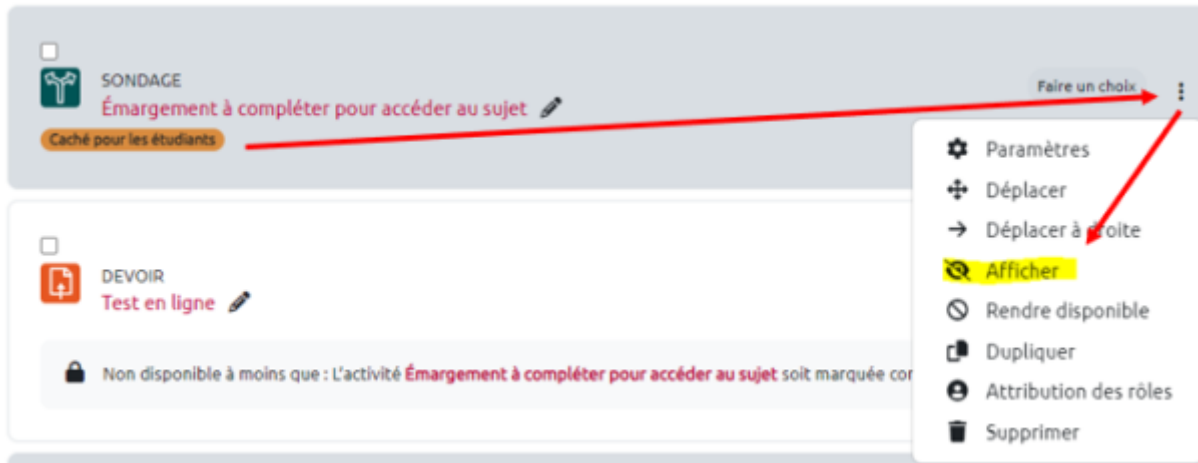 SONDAGE
Faire un choix
Émargement à compléter pour accéder au sujet
Caché pour les étudiants
Paramètres
Déplacer
Déplacer à droite
Afficher
Rendre disponible
Dupliquer
Attribution des rôles
Supprimer
DEVOIR
Test en ligne
Non disponible à moins que : L'activité Émargement à compléter pour accéder au sujet soit marquée